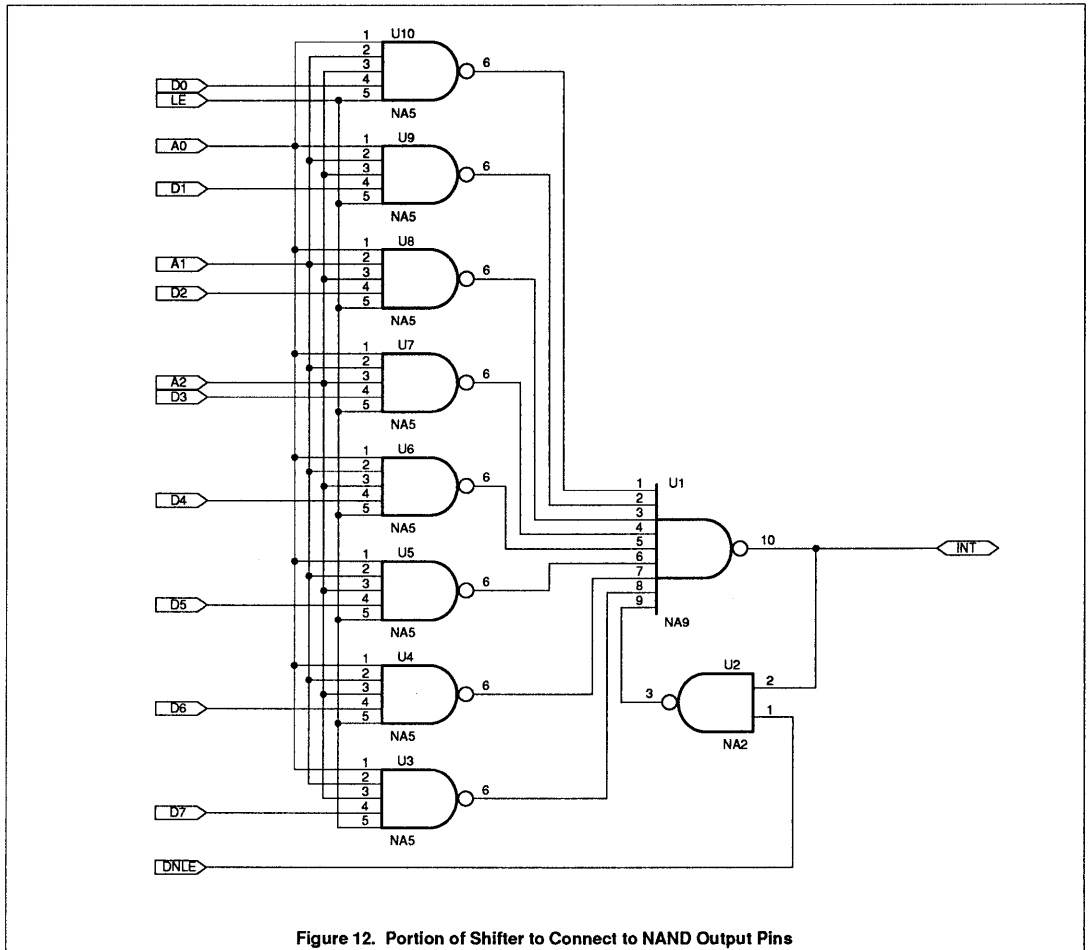 U10
1
2
3
4
5
6
NA5
D0
LE
U9
1
2
3
4
5
6
NA5
A0
D1
U8
1
2
3
4
5
6
NA5
A1
D2
U7
1
2
3
4
5
6
NA5
A2
D3
U6
1
2
3
4
5
6
NA5
D4
U5
1
2
3
4
5
6
NA5
D5
U4
1
2
3
4
5
6
NA5
D6
U3
1
2
3
4
5
6
NA5
D7
DNLE
U1
1
2
3
4
5
6
7
8
9
10
NA9
INT
U2
2
3
1
NA2
Figure 12. Portion of Shifter to Connect to NAND Output Pins